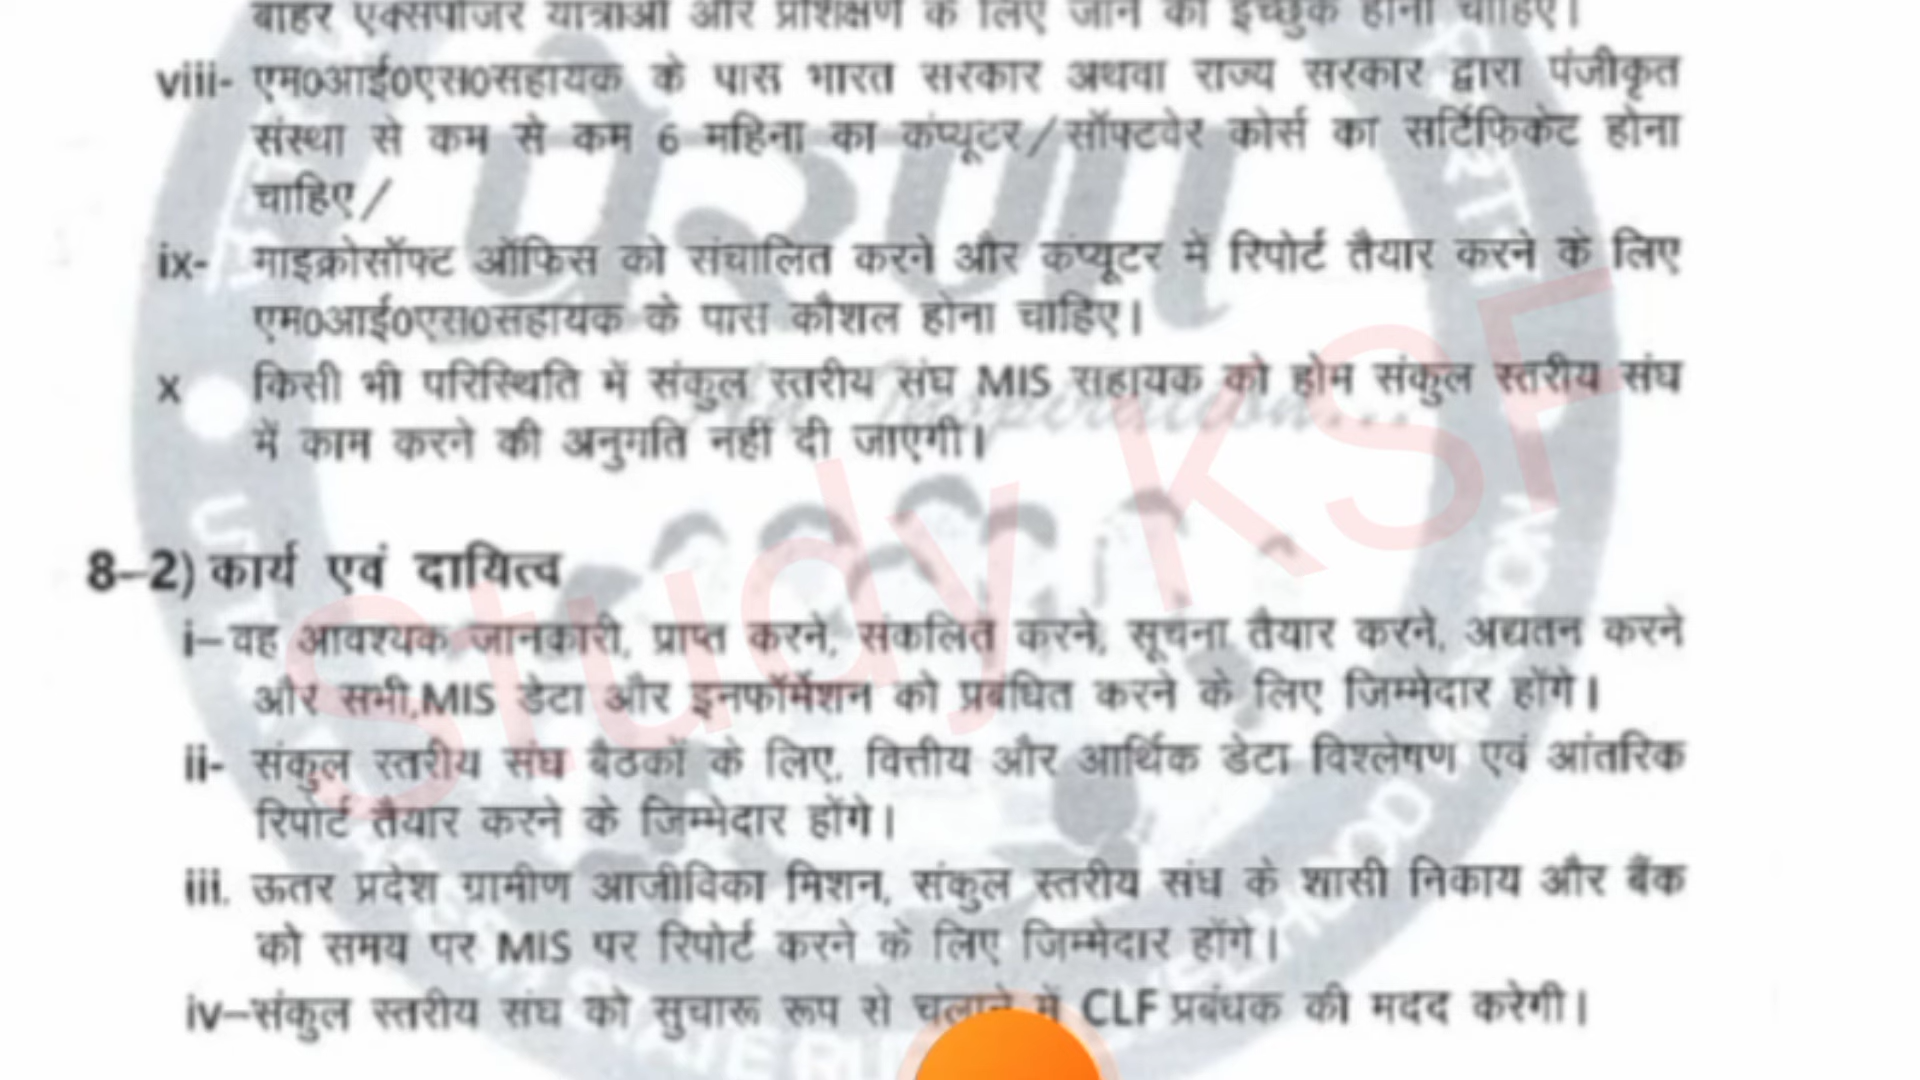 बाहर एक्सपोजर यात्राओं और प्रशिक्षण के लिए जाने का इच्छुक होना चाहिए।
viii- एम0आई0एस0सहायक के पास भारत सरकार अथवा राज्य सरकार द्वारा पंजीकृत
संस्था से कम से कम 6 महिना का कंप्यूटर/सॉफ्टवेर कोर्स का सर्टिफिकेट होना
चाहिए/
ix- माइक्रोसॉफ्ट ऑफिस को संचालित करने और कंप्यूटर में रिपोर्ट तैयार करने के लिए
एम0आई0एस0सहायक के पास कौशल होना चाहिए।
x किसी भी परिस्थिति में संकुल स्तरीय संघ MIS सहायक को होम संकुल स्तरीय संघ
में काम करने की अनुमति नहीं दी जाएगी।
8–2) कार्य एवं दायित्व
i– वह आवश्यक जानकारी, प्राप्त करने, संकलित करने, सूचना तैयार करने, अद्यतन करने
और सभी,MIS डेटा और इनफॉर्मेशन को प्रबंधित करने के लिए जिम्मेदार होंगे।
ii- संकुल स्तरीय संघ बैठकों के लिए, वित्तीय और आर्थिक डेटा विश्लेषण एवं आंतरिक
रिपोर्ट तैयार करने के जिम्मेदार होंगे।
iii. ऊतर प्रदेश ग्रामीण आजीविका मिशन, संकुल स्तरीय संघ के शासी निकाय और बैंक
को समय पर MIS पर रिपोर्ट करने के लिए जिम्मेदार होंगे।
iv–संकुल स्तरीय संघ को सुचारू रूप से चलाने में CLF प्रबंधक की मदद करेगी।
Study KSF
प्रेरणा